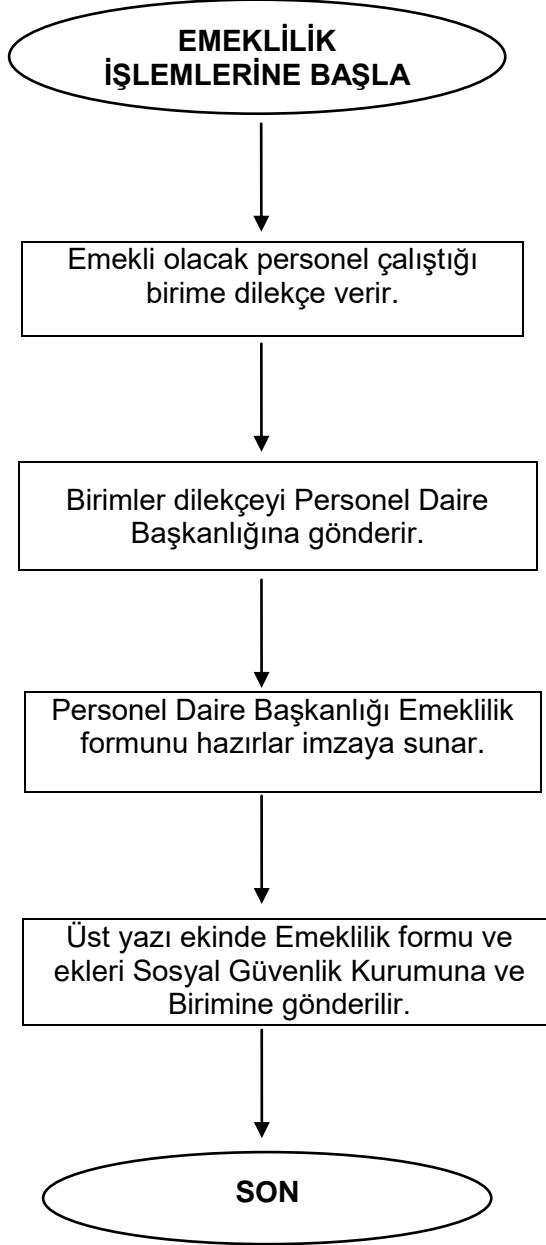 EMEKLİLİK
İŞLEMLERİNE BAŞLA
Emekli olacak personel çalıştığı
birime dilekçe verir.
Birimler dilekçeyi Personel Daire
Başkanlığına gönderir.
Personel Daire Başkanlığı Emeklilik
formunu hazırlar imzaya sunar.
Üst yazı ekinde Emeklilik formu ve
ekleri Sosyal Güvenlik Kurumuna ve
Birimine gönderilir.
SON